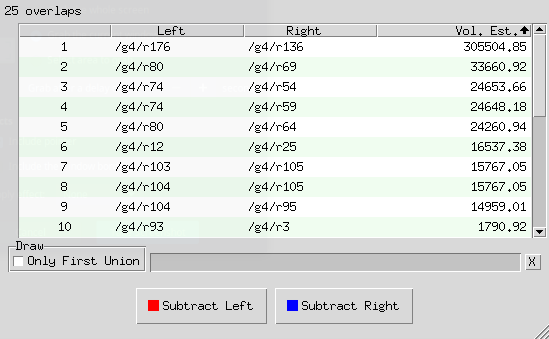 25 overlaps
Left Right Vol. Est.
1 /g4/r176 /g4/r136 305504.85
2 /g4/r80 /g4/r69 33660.92
3 /g4/r74 /g4/r54 24653.66
4 /g4/r74 /g4/r59 24648.18
5 /g4/r80 /g4/r64 24260.94
6 /g4/r12 /g4/r25 16537.38
7 /g4/r103 /g4/r105 15767.05
8 /g4/r104 /g4/r105 15767.05
9 /g4/r104 /g4/r95 14959.01
10 /g4/r93 /g4/r3 1790.92
Draw
Only First Union X
Subtract Left Subtract Right